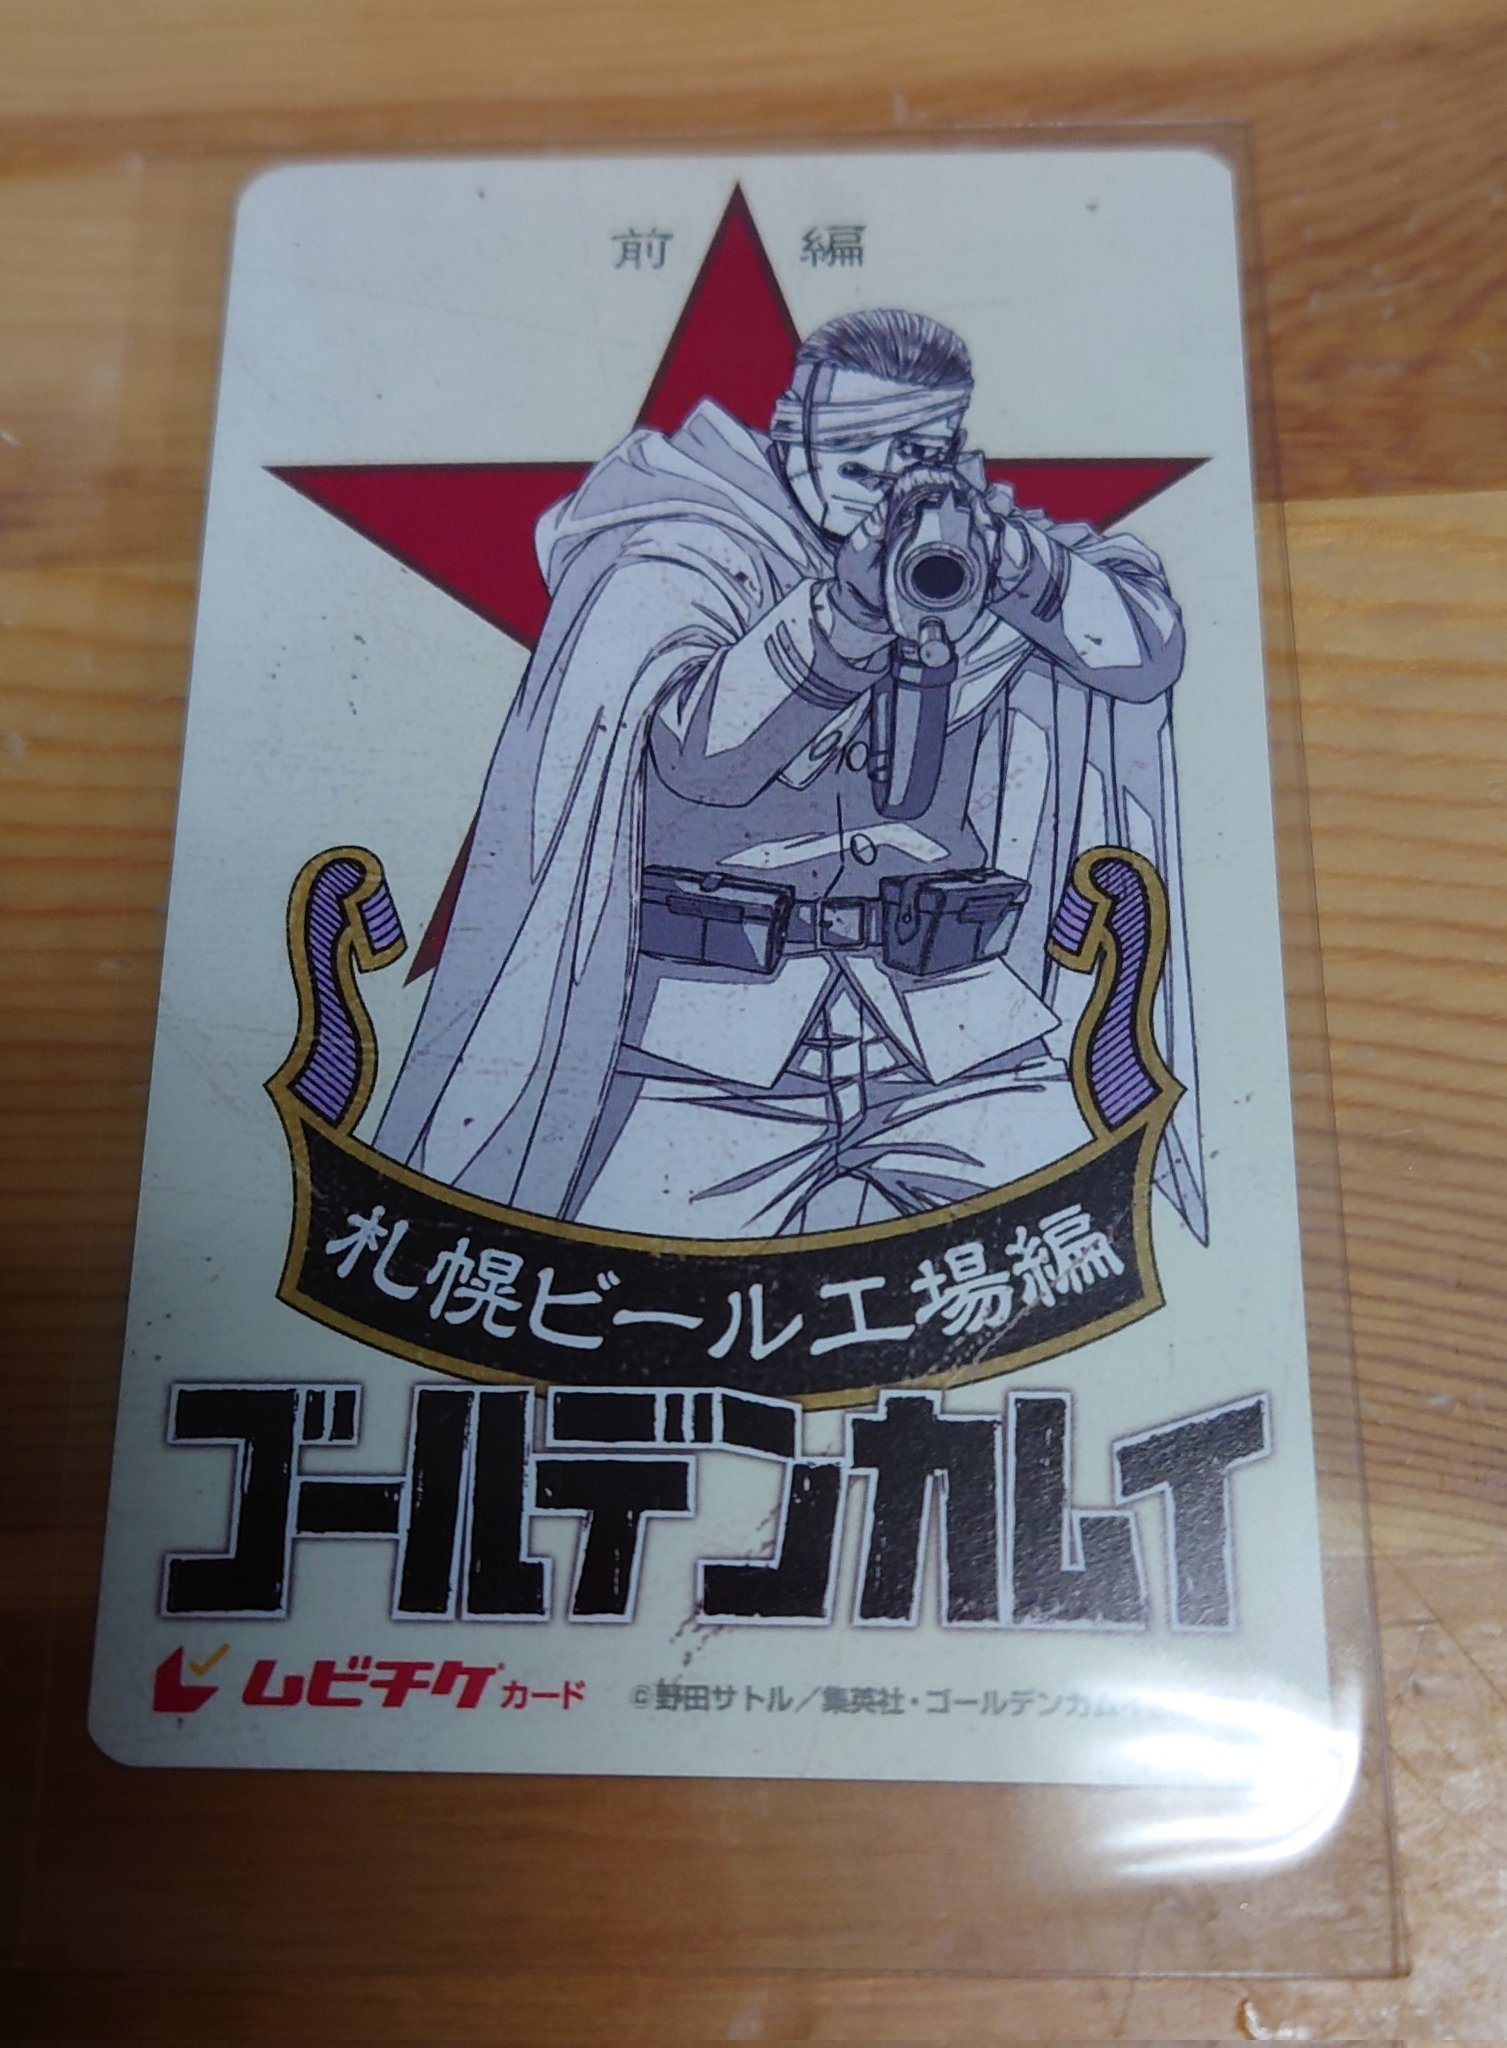 前編
札幌ビール工場編
ゴールデンカムイ
ムビチケカード ©野田サトル／集英社・ゴールデンカム